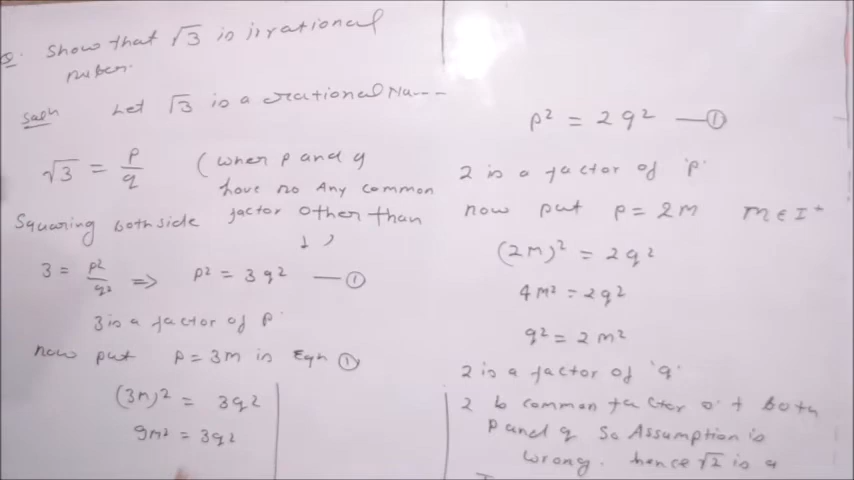 Q. Show that √3 is irrational
nuber.
Soln Let √3 is a rational Nu---
√3 = p/q (when p and q
have no Any common
factor other than
1 )
Squaring both side
3 = p²/q² => p² = 3q² —①
3 is a factor of p.
now put p = 3m in Eqn ①
(3m)² = 3q²
9m² = 3q²
p² = 2q² —①
2 is a factor of 'p'
now put p = 2m m∈I⁺
(2m)² = 2q²
4m² = 2q²
q² = 2m²
2 is a factor of 'q'
2 is common factor of both
p and q So Assumption is
wrong. hence √2 is a